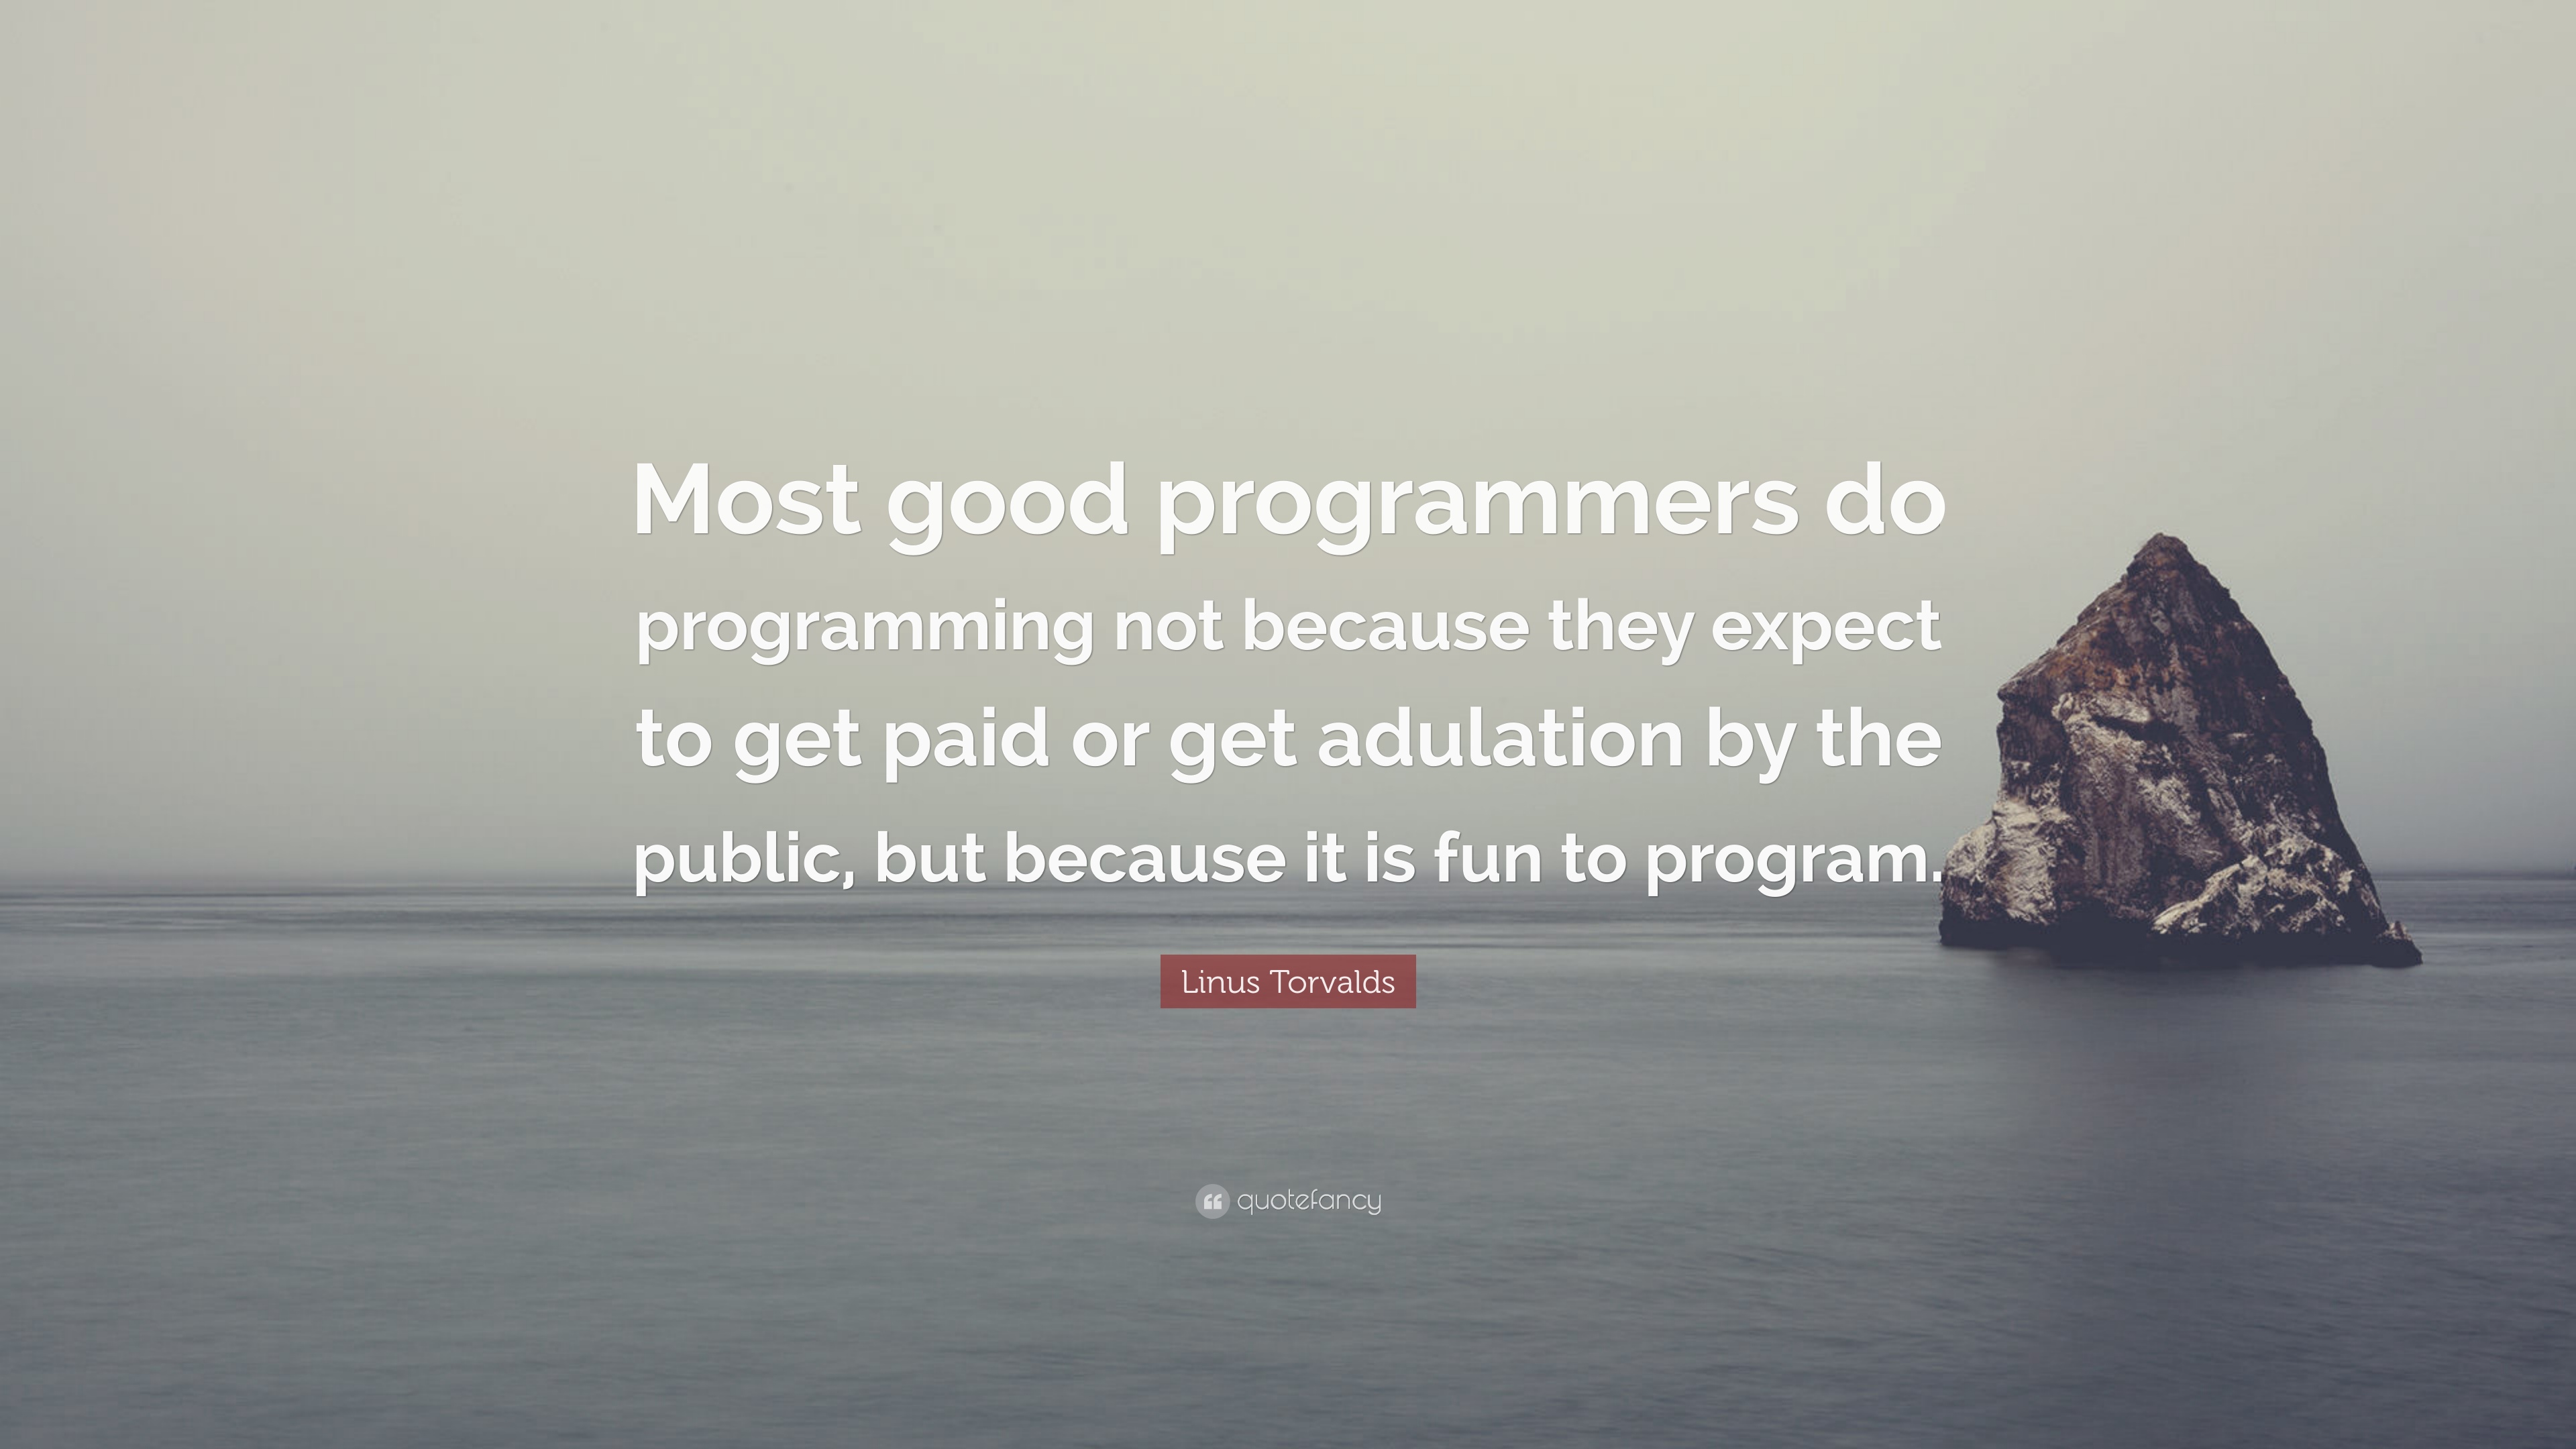 Most good programmers do
programming not because they expect
to get paid or get adulation by the
public, but because it is fun to program.
Linus Torvalds
quotefancy